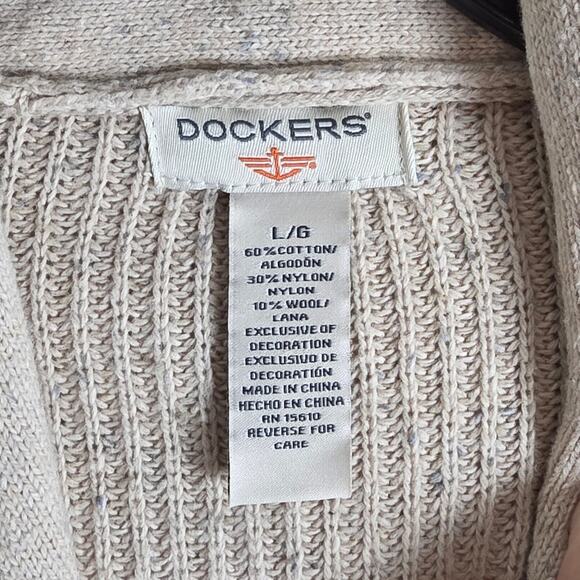 DOCKERS®
L/G
60% COTTON/
ALGODÓN
30% NYLON/
NYLON
10% WOOL/
LANA
EXCLUSIVE OF
DECORATION
EXCLUSIVO DE
DECORATIÓN
MADE IN CHINA
HECHO EN CHINA
RN 15610
REVERSE FOR
CARE